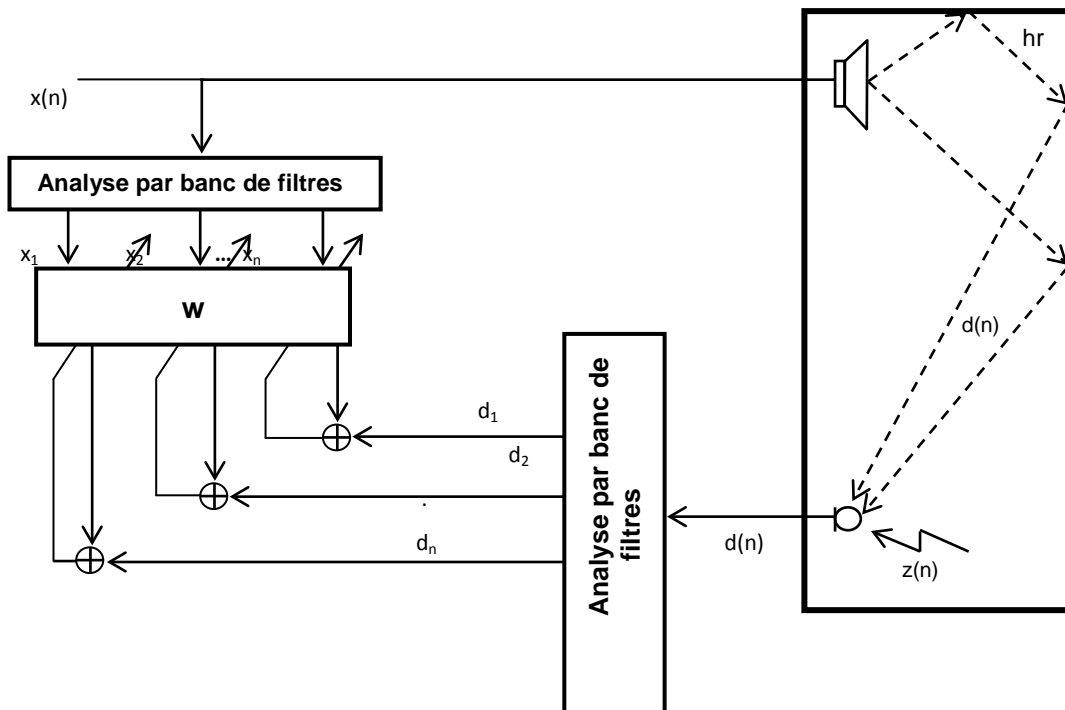 hr
x(n)
Analyse par banc de filtres
x₁ x₂ ... xₙ
w
d(n)
d₁
d₂
.
dₙ
Analyse par banc de
filtres
d(n)
z(n)